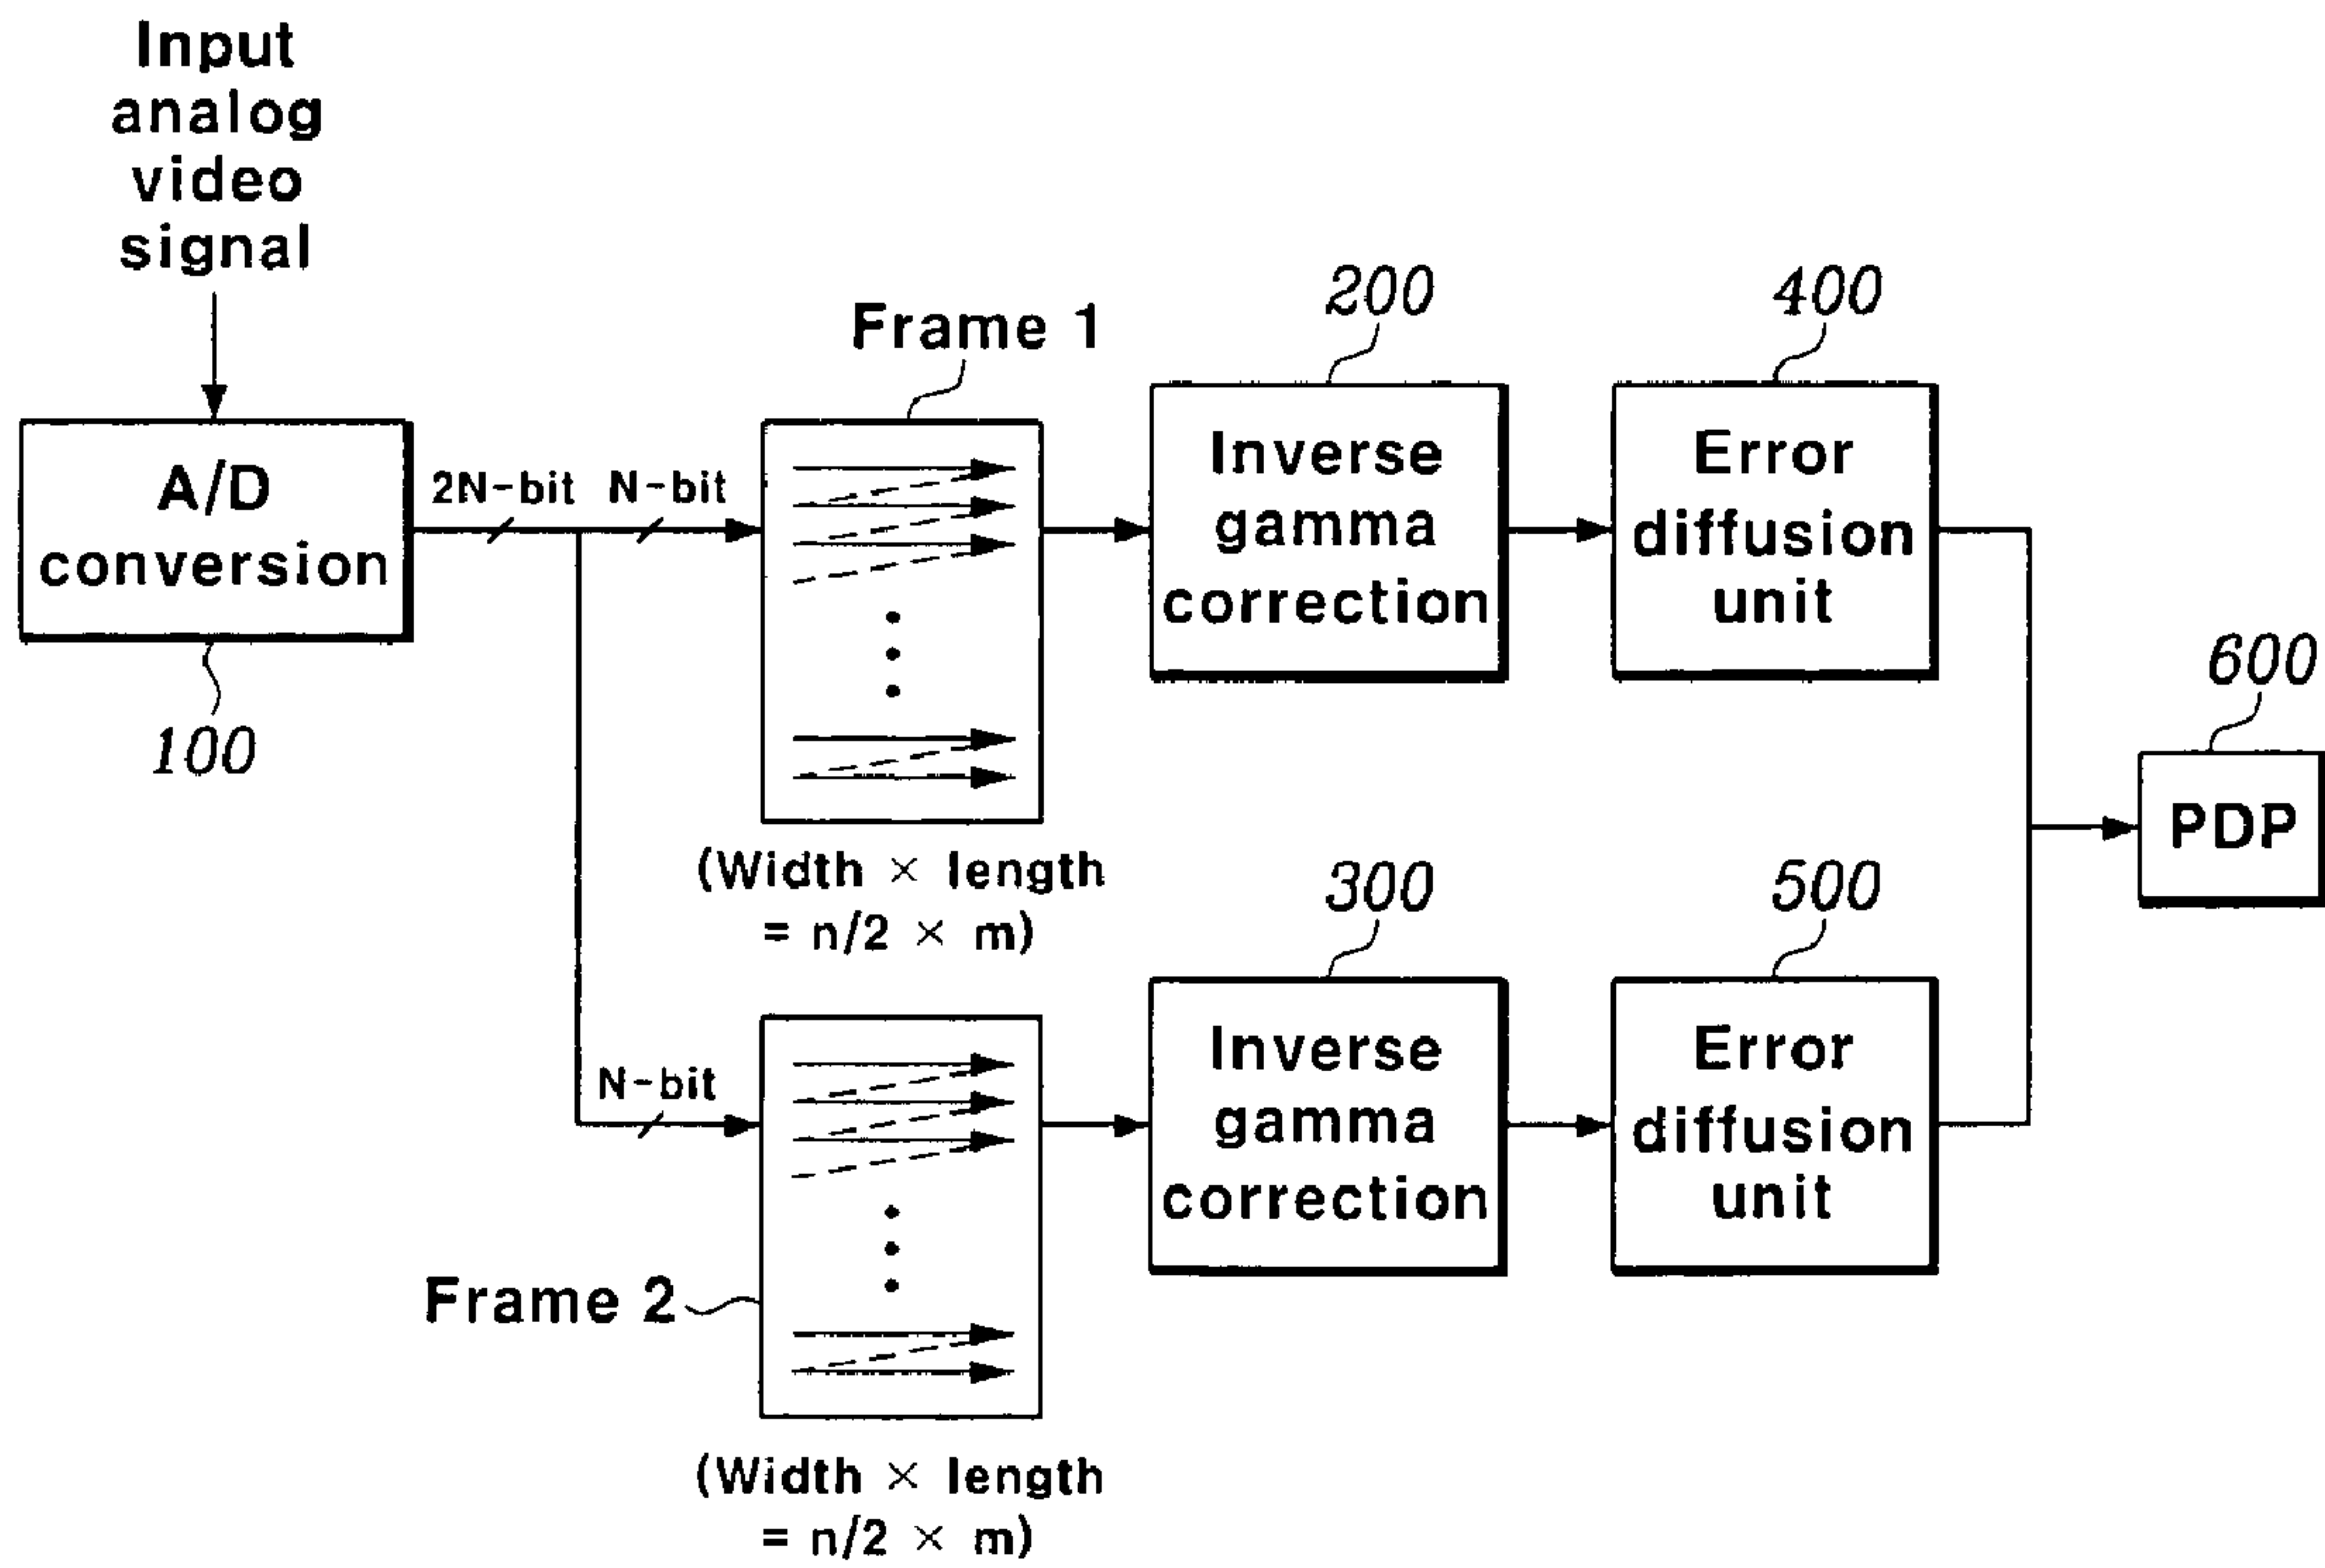 Input
analog
video
signal
A/D
conversion
100
2N-bit
N-bit
Frame 1
(Width × length
= n/2 × m)
200
Inverse
gamma
correction
400
Error
diffusion
unit
600
PDP
N-bit
Frame 2
(Width × length
= n/2 × m)
300
Inverse
gamma
correction
500
Error
diffusion
unit